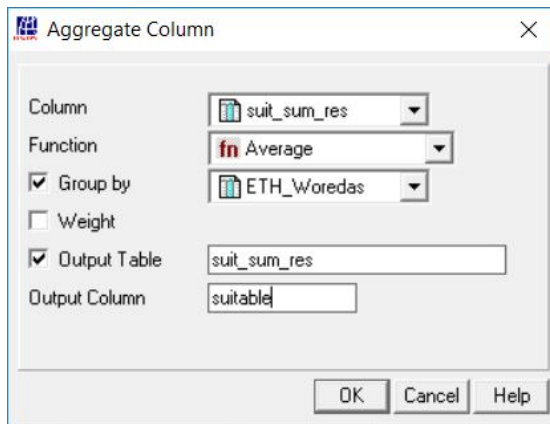 Aggregate Column
Column suit_sum_res
Function fn Average
Group by ETH_Woredas
Weight
Output Table suit_sum_res
Output Column suitable
OK Cancel Help